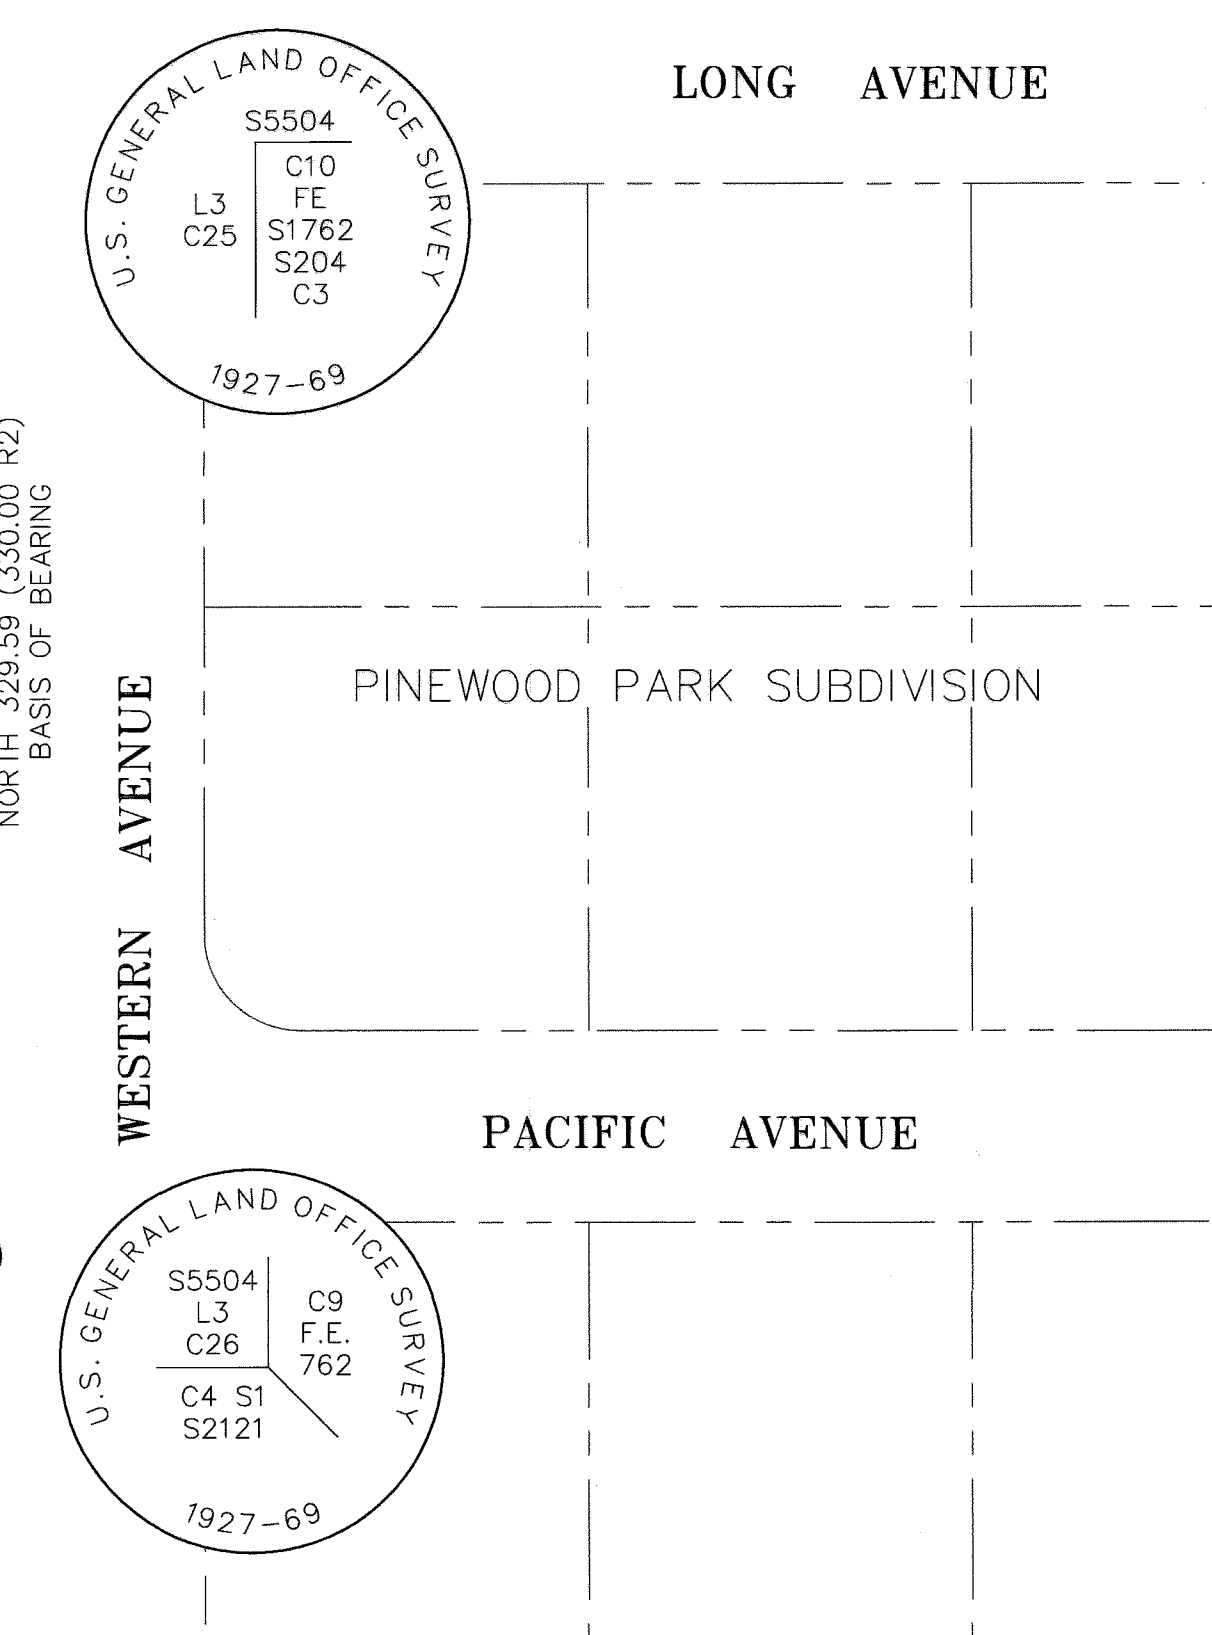 LONG AVENUE
U.S. GENERAL LAND OFFICE SURVEY
S5504
L3
C25
C10
FE
S1762
S204
C3
1927-69
NORTH 329.59 (330.00 R2)
BASIS OF BEARING
WESTERN AVENUE
PINEWOOD PARK SUBDIVISION
PACIFIC AVENUE
U.S. GENERAL LAND OFFICE SURVEY
S5504
L3
C26
C9
F.E.
762
C4 S1
S2121
1927-69